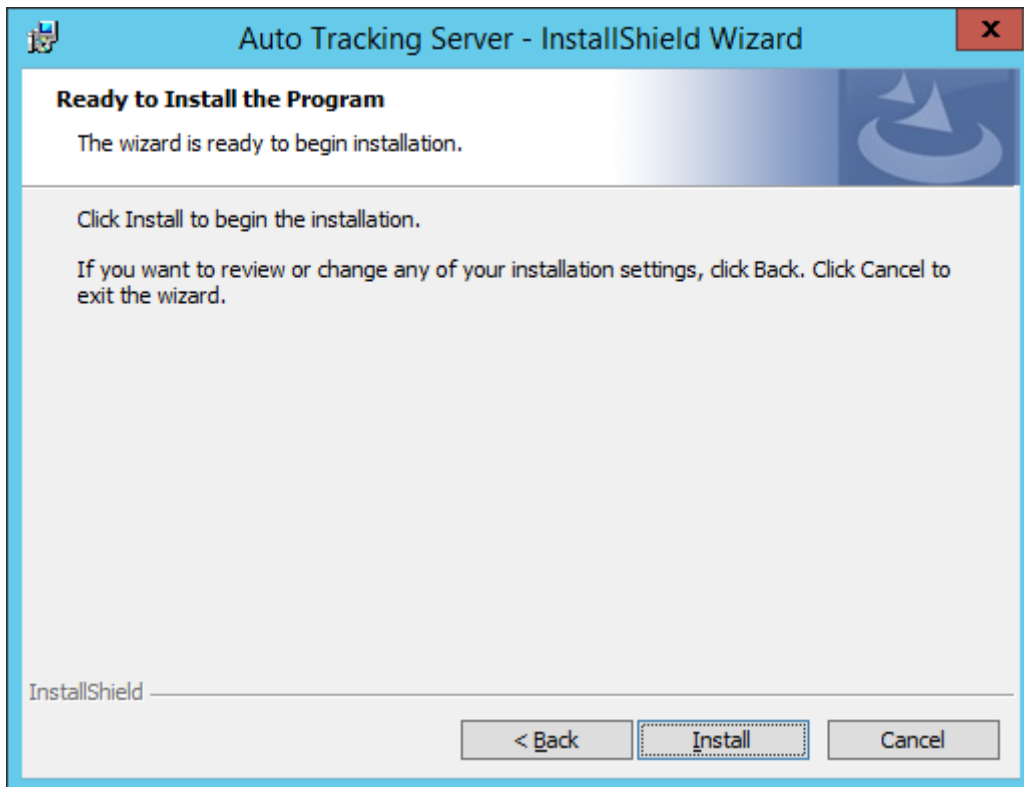 Auto Tracking Server - InstallShield Wizard
x
Ready to Install the Program
The wizard is ready to begin installation.
Click Install to begin the installation.
If you want to review or change any of your installation settings, click Back. Click Cancel to
exit the wizard.
InstallShield
< Back
Install
Cancel